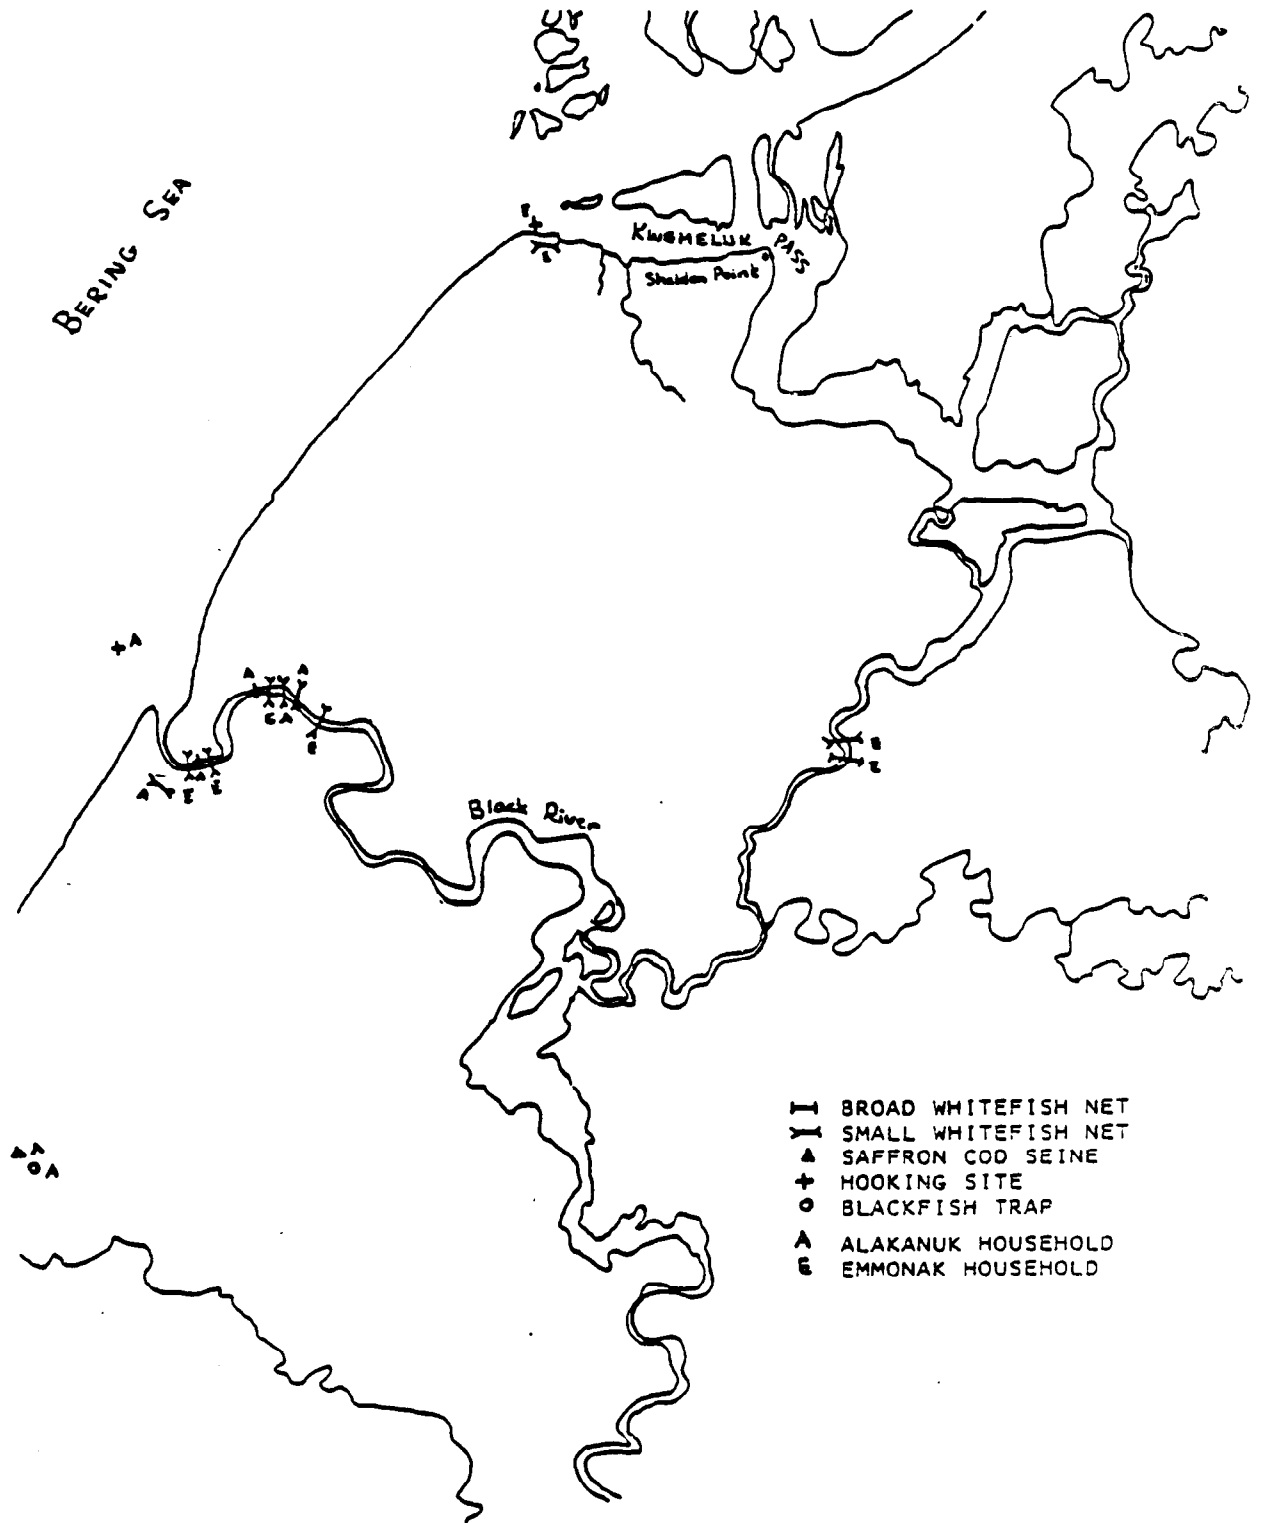 BERING SEA
E
E
KWEMELUK PASS
Sheldon Point
A
A
A
E A
E
A E E
E
E
Black River
A
BROAD WHITEFISH NET
SMALL WHITEFISH NET
SAFFRON COD SEINE
HOOKING SITE
BLACKFISH TRAP
A ALAKANUK HOUSEHOLD
E EMMONAK HOUSEHOLD